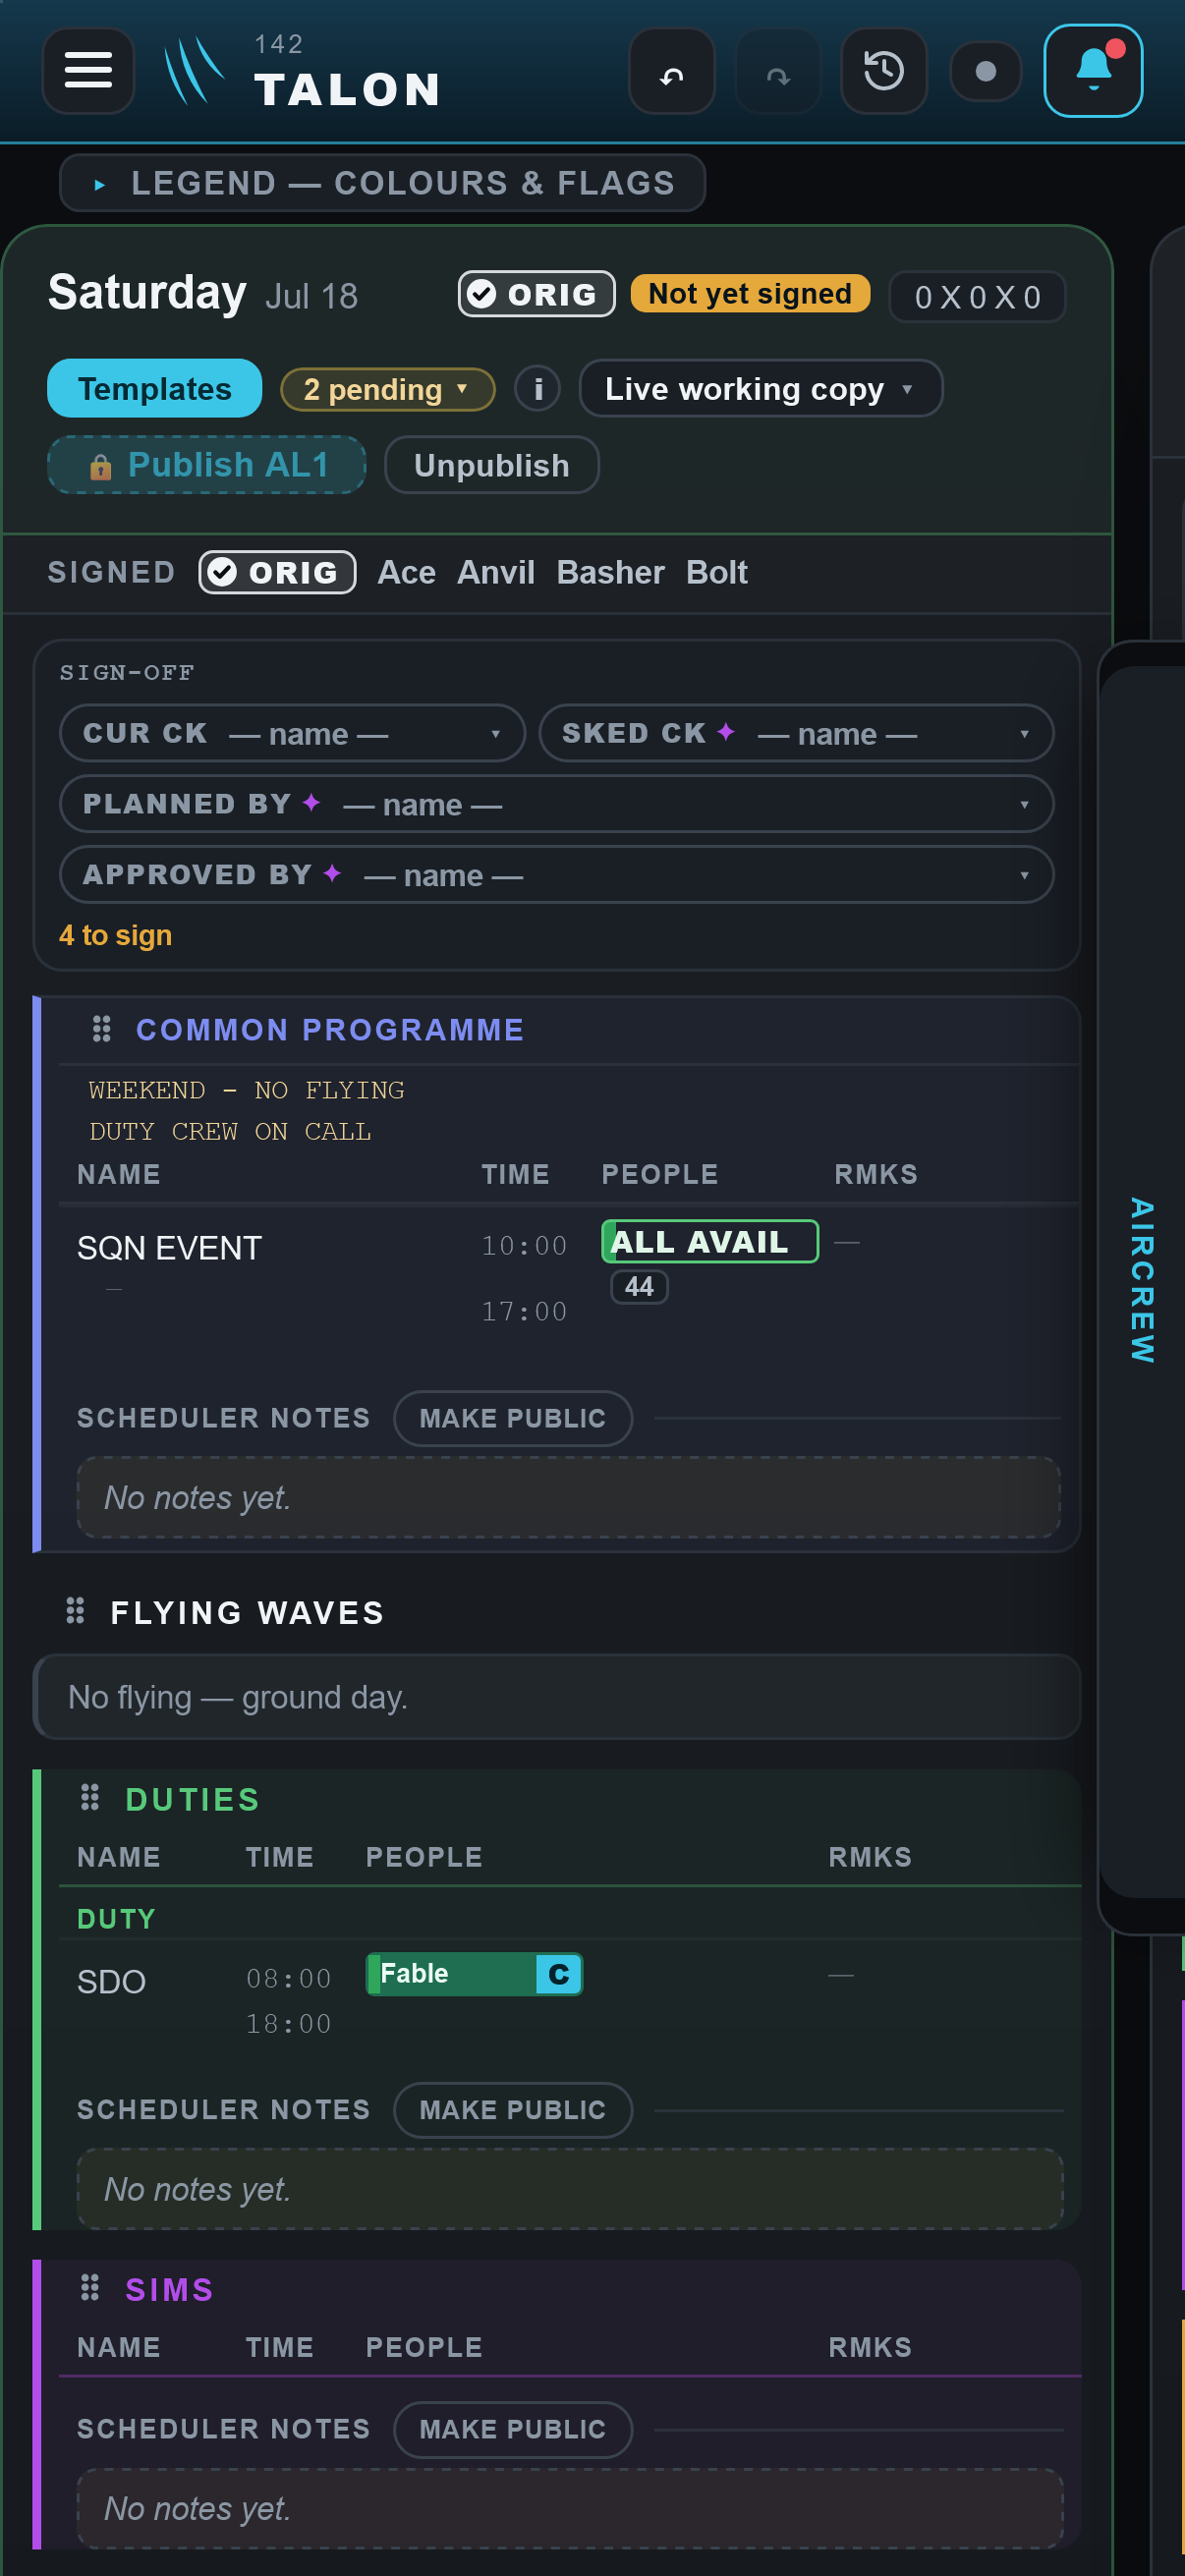 142
TALON
LEGEND — COLOURS & FLAGS
Saturday Jul 18 ORIG Not yet signed 0 X 0 X 0
Templates 2 pending i Live working copy
Publish AL1 Unpublish
SIGNED ORIG Ace Anvil Basher Bolt
SIGN-OFF
CUR CK — name — SKED CK — name —
PLANNED BY — name —
APPROVED BY — name —
4 to sign
COMMON PROGRAMME
WEEKEND - NO FLYING
DUTY CREW ON CALL
NAME TIME PEOPLE RMKS
SQN EVENT 10:00 ALL AVAIL —
— 44
17:00
SCHEDULER NOTES MAKE PUBLIC
No notes yet.
FLYING WAVES
No flying — ground day.
DUTIES
NAME TIME PEOPLE RMKS
DUTY
SDO 08:00 Fable C —
18:00
SCHEDULER NOTES MAKE PUBLIC
No notes yet.
SIMS
NAME TIME PEOPLE RMKS
SCHEDULER NOTES MAKE PUBLIC
No notes yet.
AIRCREW